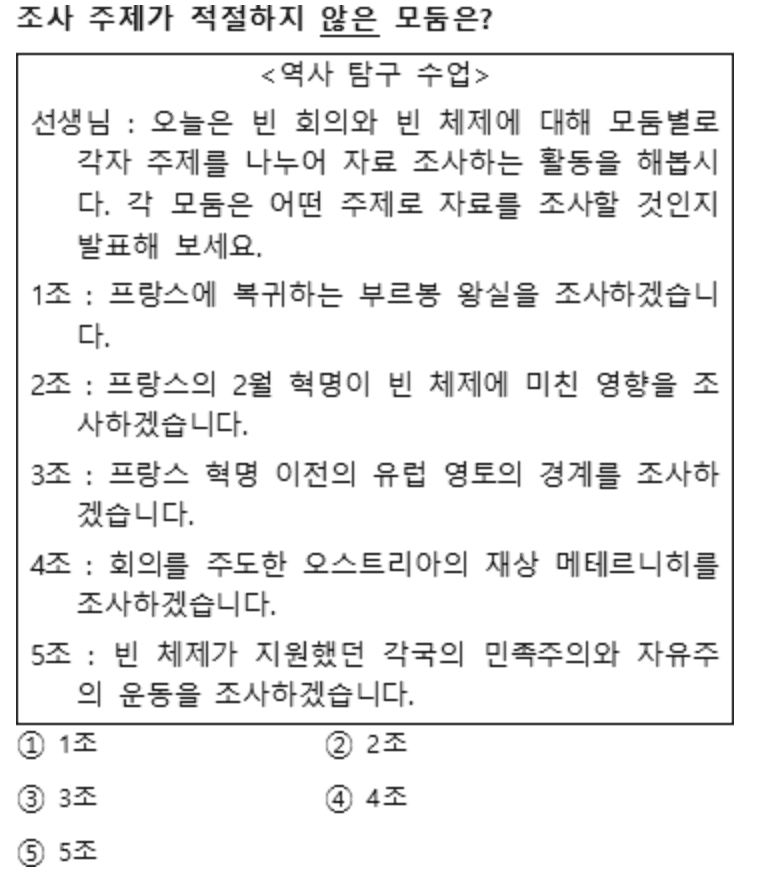 조사 주제가 적절하지 않은 모둠은?
<역사 탐구 수업>
선생님 : 오늘은 빈 회의와 빈 체제에 대해 모둠별로
각자 주제를 나누어 자료 조사하는 활동을 해봅시
다. 각 모둠은 어떤 주제로 자료를 조사할 것인지
발표해 보세요.
1조 : 프랑스에 복귀하는 부르봉 왕실을 조사하겠습니
다.
2조 : 프랑스의 2월 혁명이 빈 체제에 미친 영향을 조
사하겠습니다.
3조 : 프랑스 혁명 이전의 유럽 영토의 경계를 조사하
겠습니다.
4조 : 회의를 주도한 오스트리아의 재상 메테르니히를
조사하겠습니다.
5조 : 빈 체제가 지원했던 각국의 민족주의와 자유주
의 운동을 조사하겠습니다.
① 1조 ② 2조
③ 3조 ④ 4조
⑤ 5조